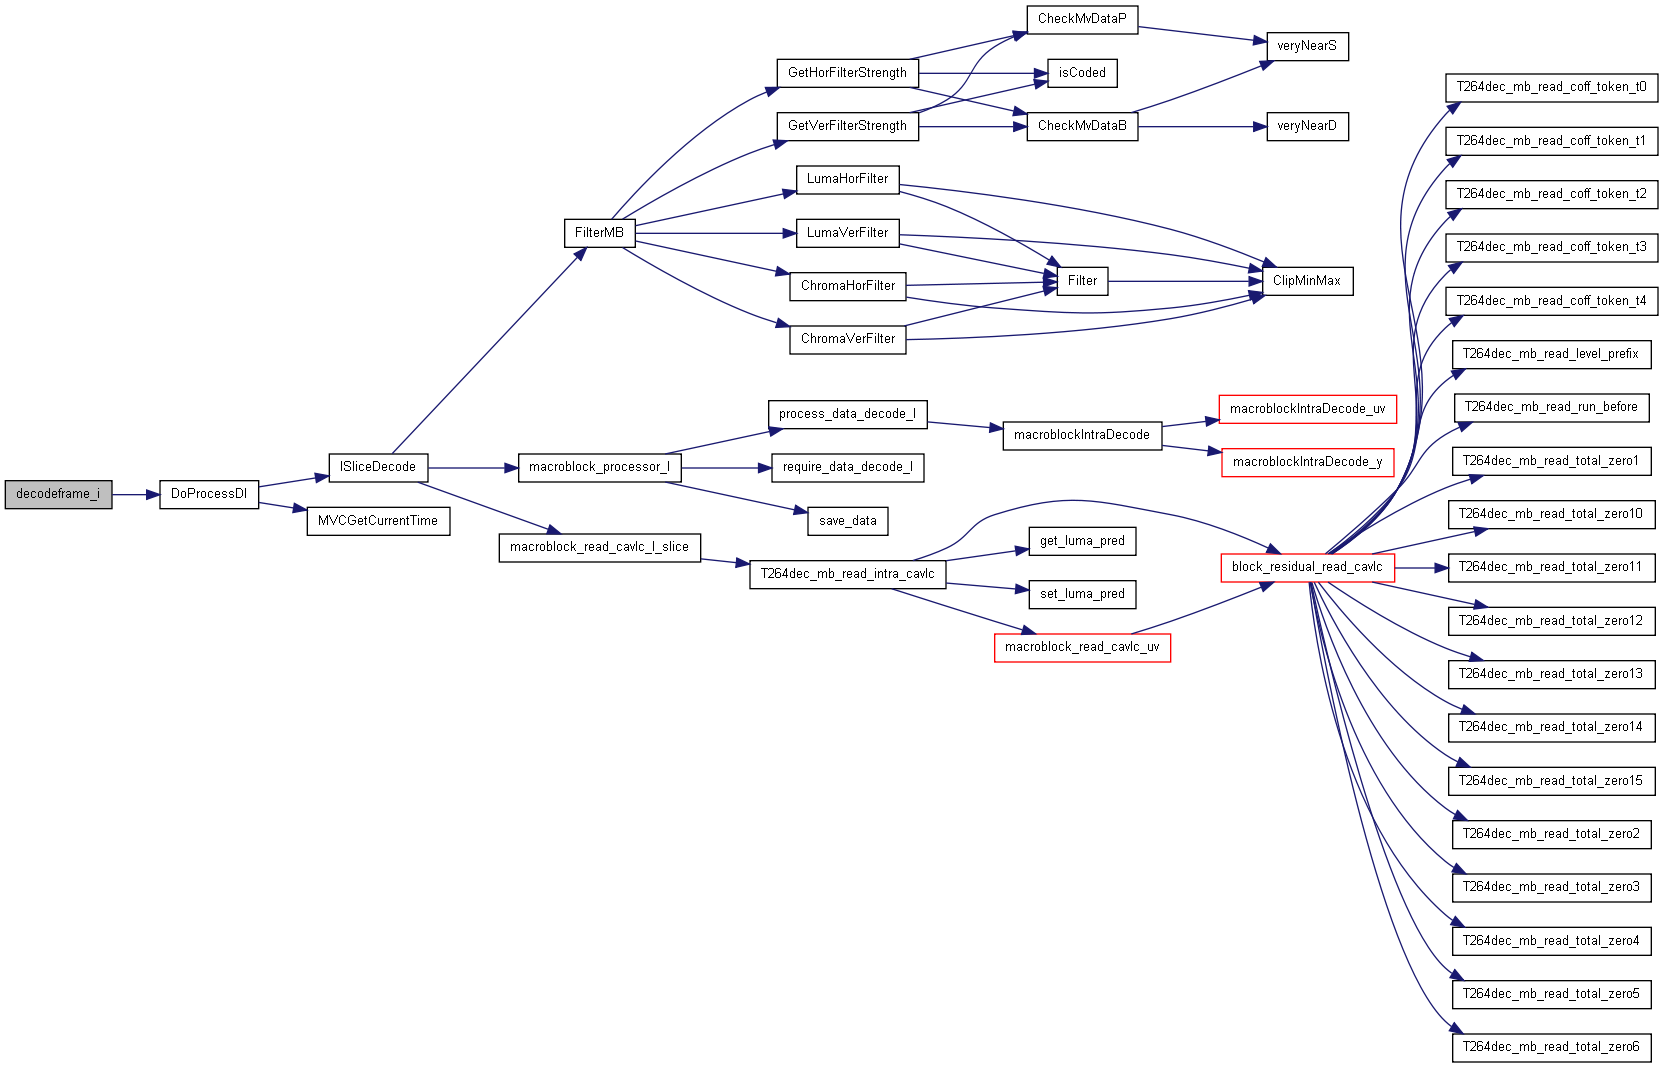 decodeframe_i
DoProcessDI
ISliceDecode
MVCGetCurrentTime
FilterMB
macroblock_processor_I
macroblock_read_cavlc_I_slice
GetHorFilterStrength
GetVerFilterStrength
LumaHorFilter
LumaVerFilter
ChromaHorFilter
ChromaVerFilter
process_data_decode_I
require_data_decode_I
save_data
T264dec_mb_read_intra_cavlc
CheckMvDataP
isCoded
CheckMvDataB
Filter
macroblockIntraDecode
get_luma_pred
set_luma_pred
macroblock_read_cavlc_uv
veryNearS
veryNearD
ClipMinMax
macroblockIntraDecode_uv
macroblockIntraDecode_y
block_residual_read_cavlc
T264dec_mb_read_coff_token_t0
T264dec_mb_read_coff_token_t1
T264dec_mb_read_coff_token_t2
T264dec_mb_read_coff_token_t3
T264dec_mb_read_coff_token_t4
T264dec_mb_read_level_prefix
T264dec_mb_read_run_before
T264dec_mb_read_total_zero1
T264dec_mb_read_total_zero10
T264dec_mb_read_total_zero11
T264dec_mb_read_total_zero12
T264dec_mb_read_total_zero13
T264dec_mb_read_total_zero14
T264dec_mb_read_total_zero15
T264dec_mb_read_total_zero2
T264dec_mb_read_total_zero3
T264dec_mb_read_total_zero4
T264dec_mb_read_total_zero5
T264dec_mb_read_total_zero6